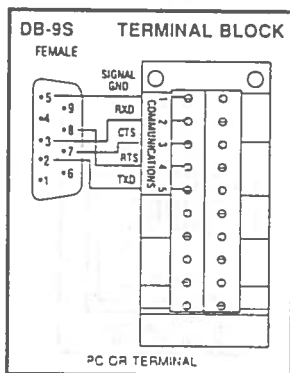 DB-9S TERMINAL BLOCK
FEMALE
SIGNAL
GND
RXD
CTS
RTS
TXD
5
9
4
8
3
7
2
6
1
COMMUNICATIONS
1
2
3
4
5
PC OR TERMINAL